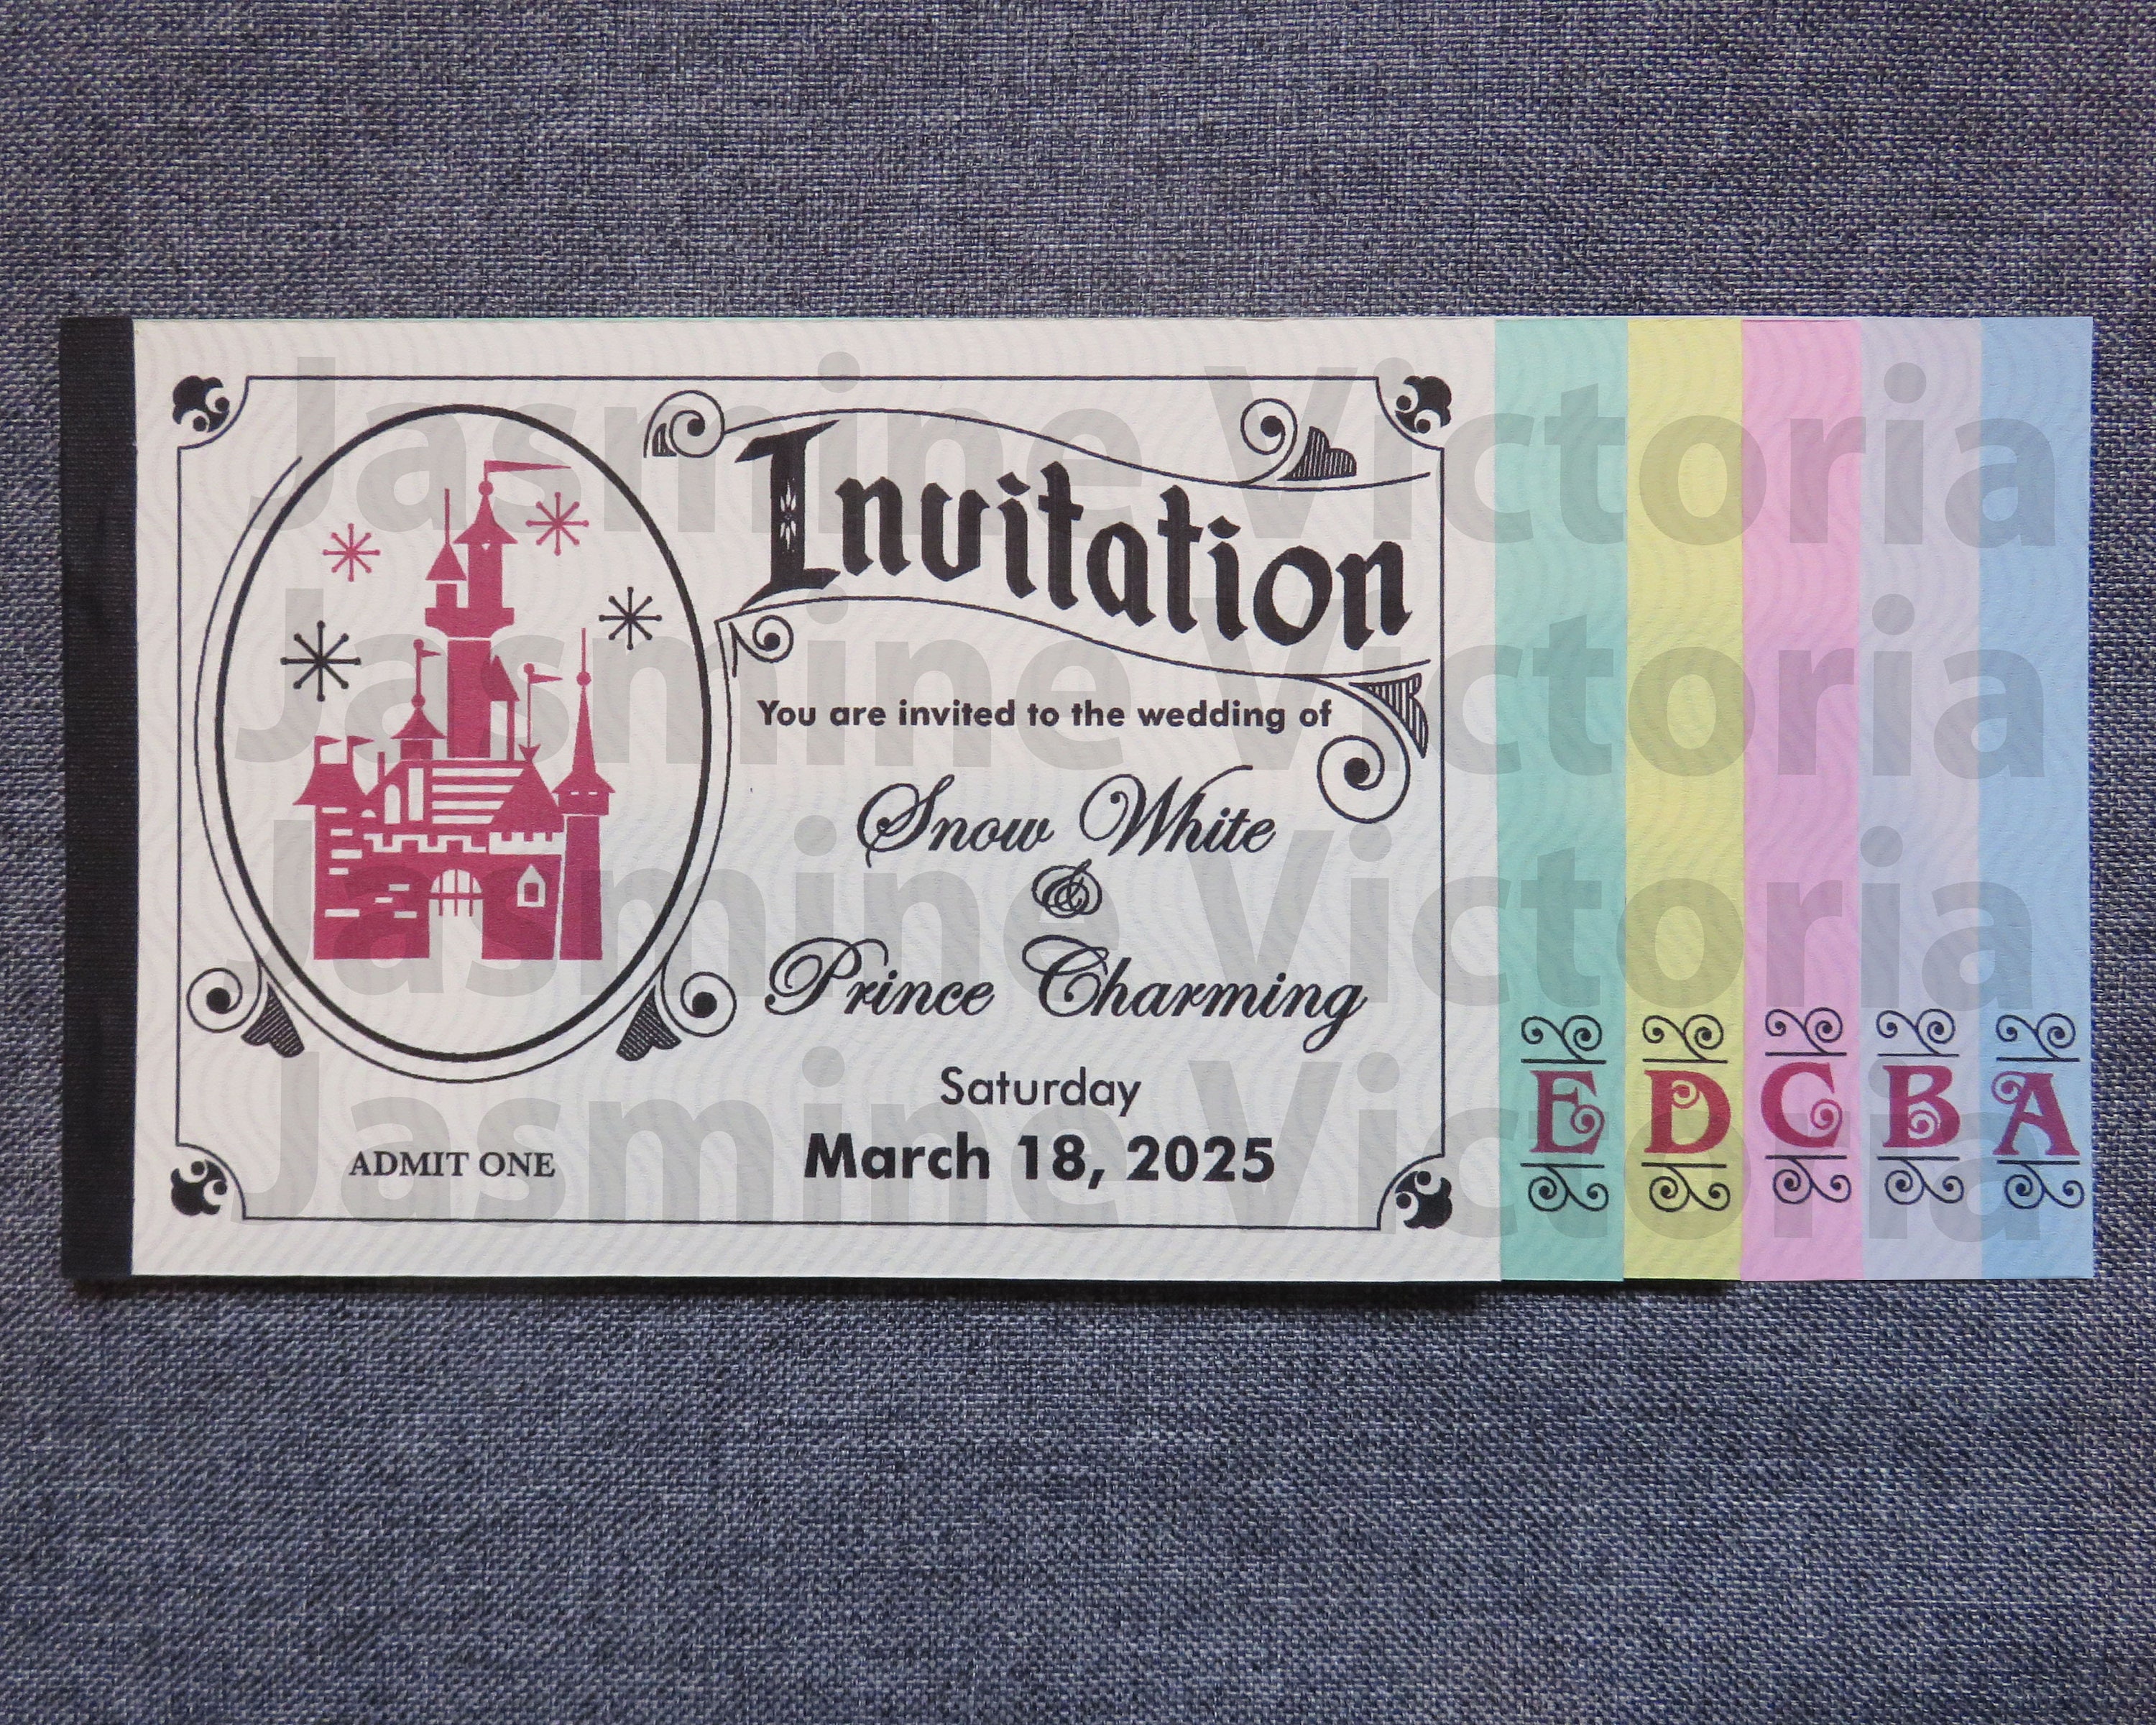 Invitation
You are invited to the wedding of
Snow White
&
Prince Charming
Saturday
March 18, 2025
ADMIT ONE
E D C B A
Jasmine Victoria
Jasmine Victoria
Jasmine Victoria
Jasmine Victoria